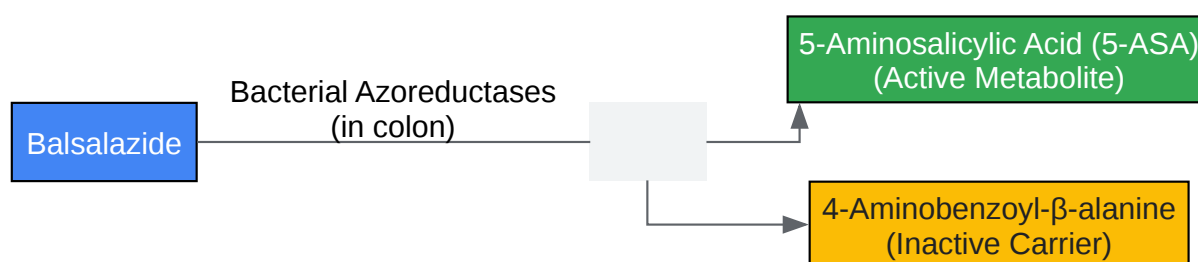 Balsalazide
Bacterial Azoreductases
(in colon)
5-Aminosalicylic Acid (5-ASA)
(Active Metabolite)
4-Aminobenzoyl-β-alanine
(Inactive Carrier)